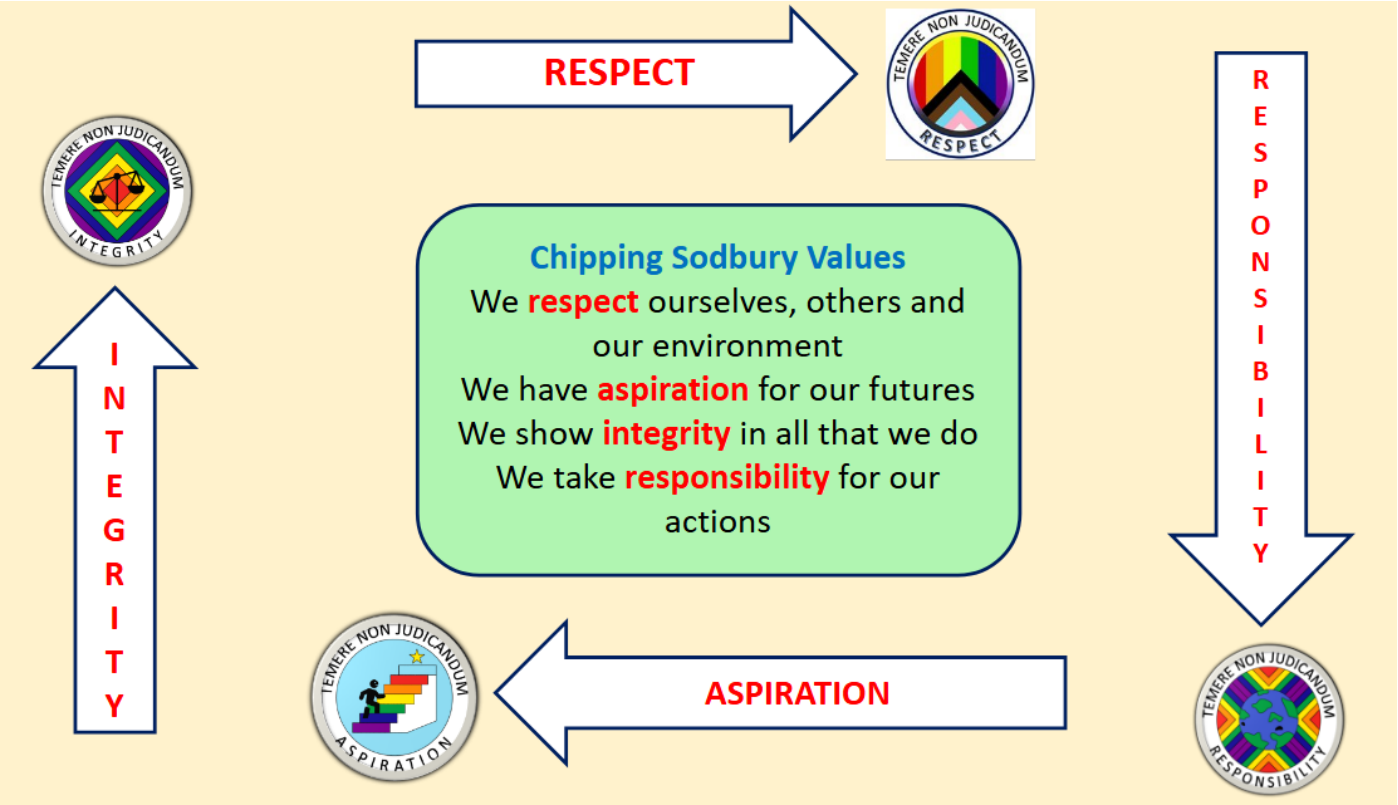 RESPECT
TEMERE NON JUDICANDUM
RESPECT
RESPONSIBILITY
TEMERE NON JUDICANDUM
INTEGRITY
Chipping Sodbury Values
We respect ourselves, others and
our environment
We have aspiration for our futures
We show integrity in all that we do
We take responsibility for our
actions
INTEGRITY
TEMERE NON JUDICANDUM
ASPIRATION
ASPIRATION
TEMERE NON JUDICANDUM
RESPONSIBILITY